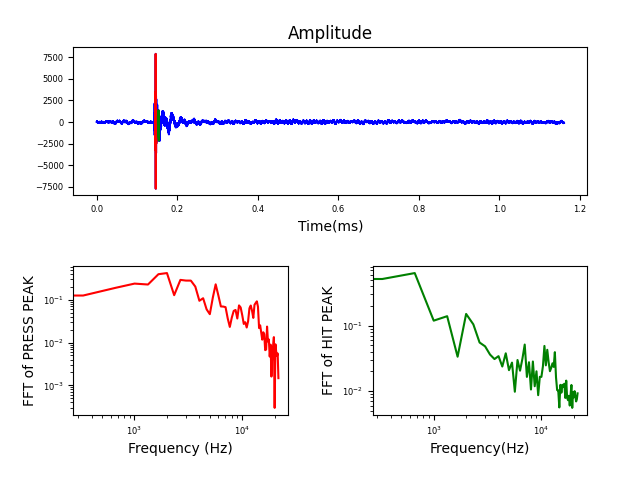 Amplitude
7500
5000
2500
0
−2500
−5000
−7500
0.0 0.2 0.4 0.6 0.8 1.0 1.2
Time(ms)
FFT of PRESS PEAK
10⁻¹
10⁻²
10⁻³
10³ 10⁴
Frequency (Hz)
FFT of HIT PEAK
10⁻¹
10⁻²
10³ 10⁴
Frequency(Hz)